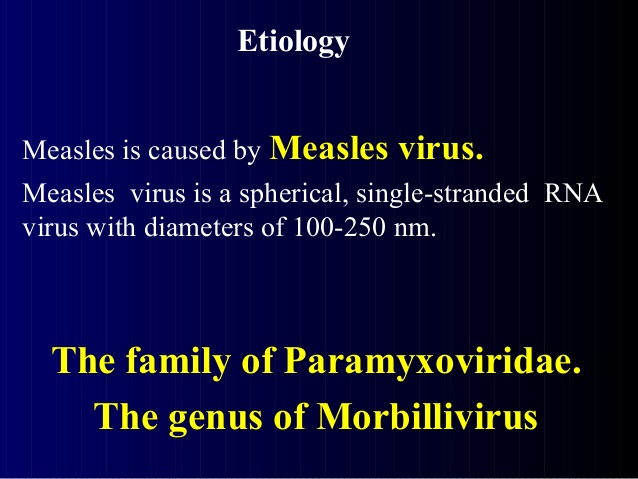 Etiology
Measles is caused by Measles virus.
Measles virus is a spherical, single-stranded RNA
virus with diameters of 100-250 nm.
The family of Paramyxoviridae.
The genus of Morbillivirus